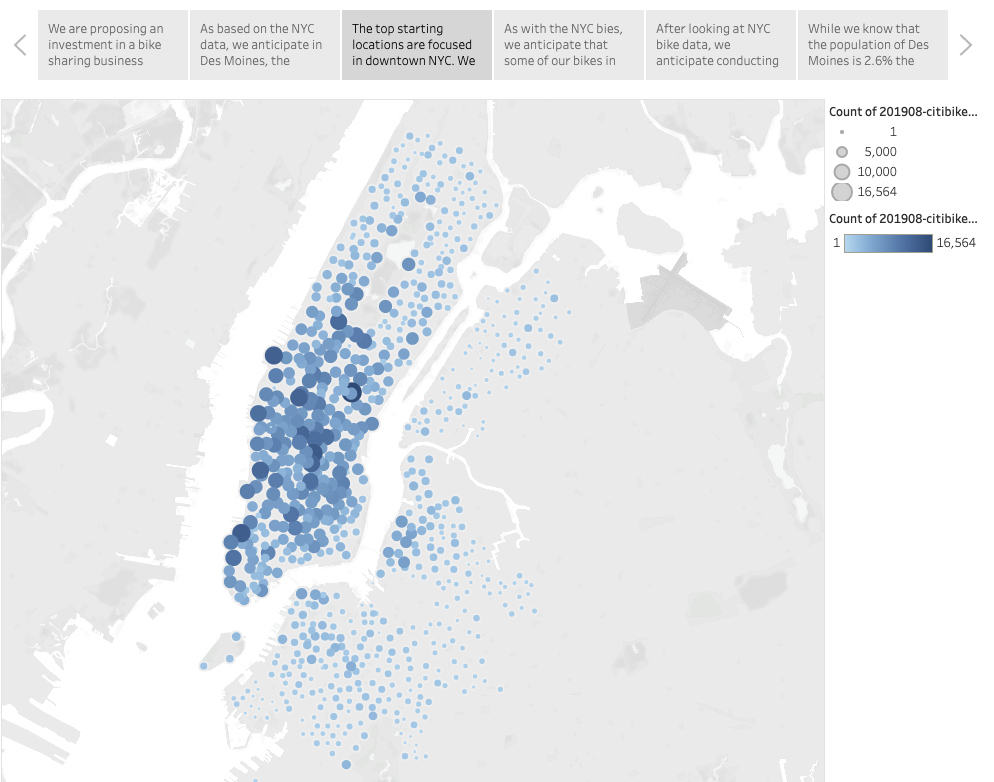 We are proposing an
investment in a bike
sharing business
As based on the NYC
data, we anticipate in
Des Moines, the
The top starting
locations are focused
in downtown NYC. We
As with the NYC bies,
we anticipate that
some of our bikes in
After looking at NYC
bike data, we
anticipate conducting
While we know that
the population of Des
Moines is 2.6% the
Count of 201908-citibike...
1
5,000
10,000
16,564
Count of 201908-citibike...
1 16,564